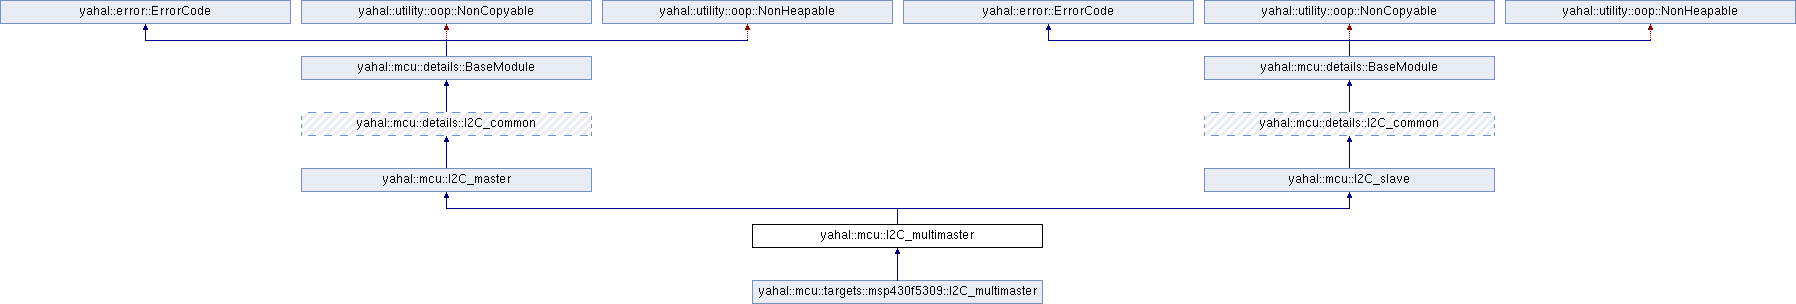 yahal::error::ErrorCode
yahal::utility::oop::NonCopyable
yahal::utility::oop::NonHeapable
yahal::error::ErrorCode
yahal::utility::oop::NonCopyable
yahal::utility::oop::NonHeapable
yahal::mcu::details::BaseModule
yahal::mcu::details::BaseModule
yahal::mcu::details::I2C_common
yahal::mcu::details::I2C_common
yahal::mcu::I2C_master
yahal::mcu::I2C_slave
yahal::mcu::I2C_multimaster
yahal::mcu::targets::msp430f5309::I2C_multimaster